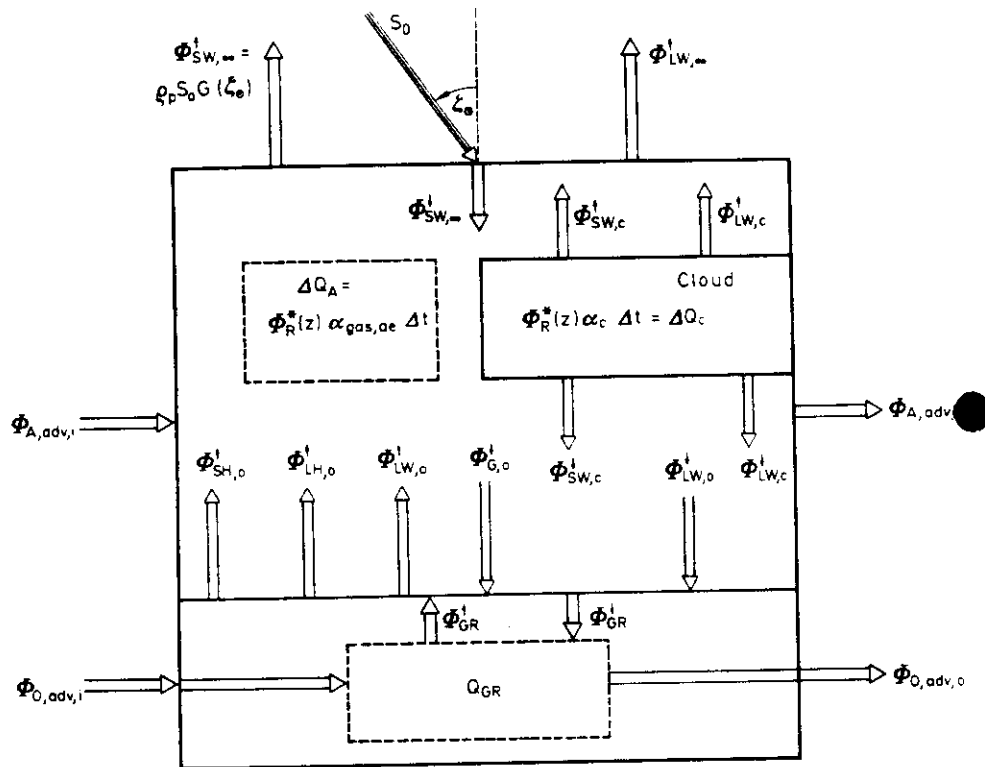 S₀
Φ↑SW,∞ =
ρₚS₀G (ζₑ)
ζₑ
Φ↑LW,∞
Φ↓SW,∞
Φ↑SW,c
Φ↑LW,c
ΔQ_A =
Φ*_R(z) α_gas,ae Δt
Cloud
Φ*_R(z)α_c Δt = ΔQ_c
Φ_A,adv,i
Φ_A,adv,
Φ↑SH,o
Φ↑LH,o
Φ↑LW,o
Φ↓G,o
Φ↓SW,c
Φ↓LW,o
Φ↓LW,c
Φ↑GR
Φ↓GR
Φ_O,adv,i
Q_GR
Φ_O,adv,o